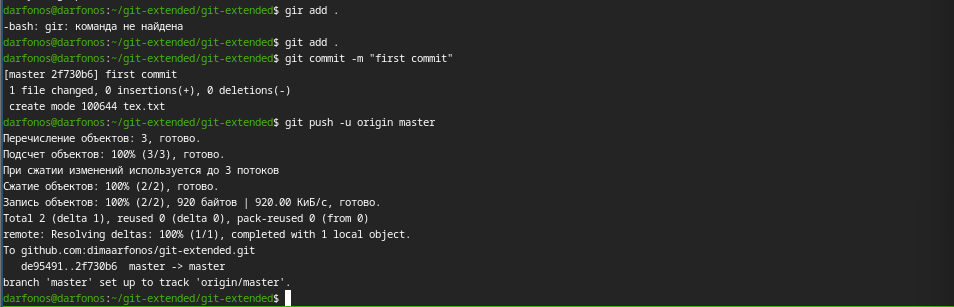 darfonos@darfonos:~/git-extended/git-extended$ gir add .
-bash: gir: команда не найдена
darfonos@darfonos:~/git-extended/git-extended$ git add .
darfonos@darfonos:~/git-extended/git-extended$ git commit -m "first commit"
[master 2f730b6] first commit
 1 file changed, 0 insertions(+), 0 deletions(-)
 create mode 100644 tex.txt
darfonos@darfonos:~/git-extended/git-extended$ git push -u origin master
Перечисление объектов: 3, готово.
Подсчет объектов: 100% (3/3), готово.
При сжатии изменений используется до 3 потоков
Сжатие объектов: 100% (2/2), готово.
Запись объектов: 100% (2/2), 920 байтов | 920.00 КиБ/с, готово.
Total 2 (delta 1), reused 0 (delta 0), pack-reused 0 (from 0)
remote: Resolving deltas: 100% (1/1), completed with 1 local object.
To github.com:dimaarfonos/git-extended.git
   de95491..2f730b6  master -> master
branch 'master' set up to track 'origin/master'.
darfonos@darfonos:~/git-extended/git-extended$